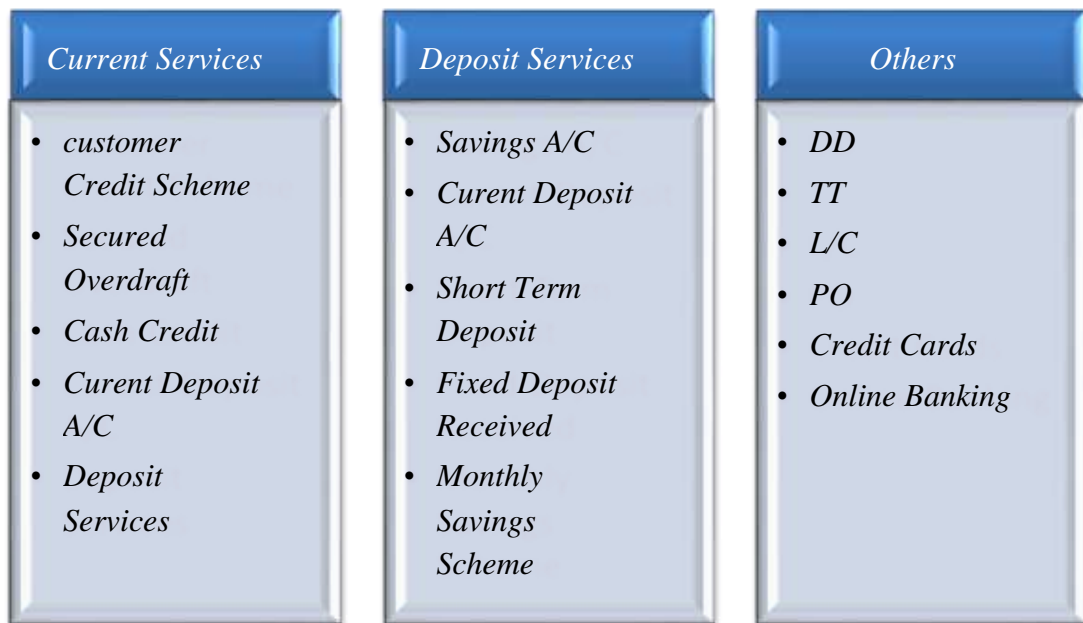 Current Services
• customer
Credit Scheme
• Secured
Overdraft
• Cash Credit
• Curent Deposit
A/C
• Deposit
Services
Deposit Services
• Savings A/C
• Curent Deposit
A/C
• Short Term
Deposit
• Fixed Deposit
Received
• Monthly
Savings
Scheme
Others
• DD
• TT
• L/C
• PO
• Credit Cards
• Online Banking